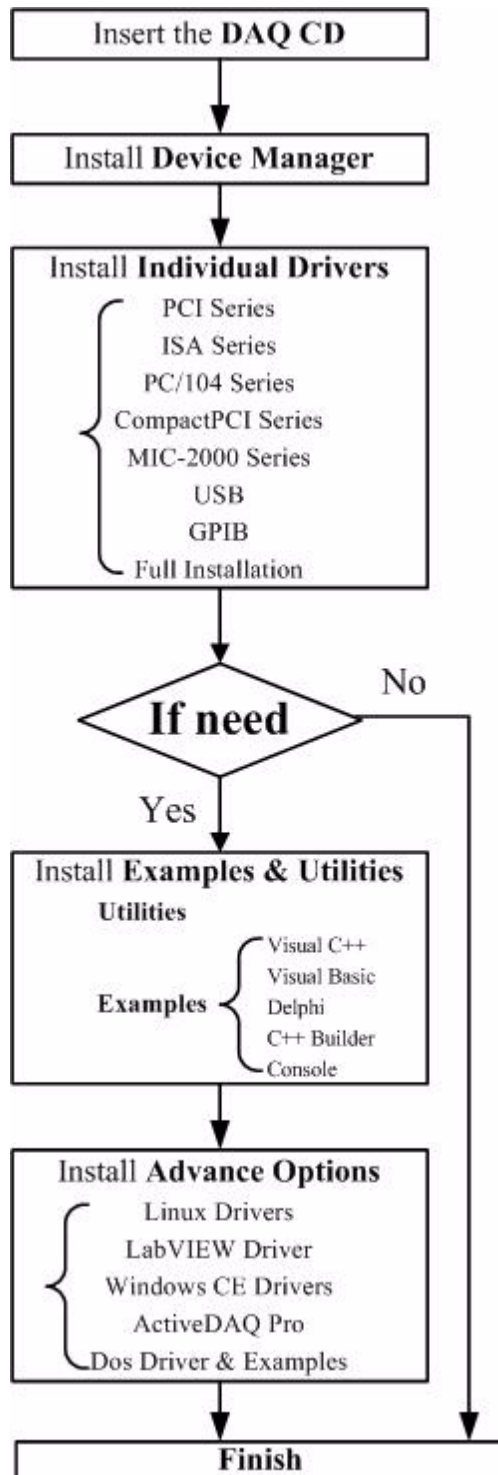 Insert the DAQ CD
Install Device Manager
Install Individual Drivers
PCI Series
ISA Series
PC/104 Series
CompactPCI Series
MIC-2000 Series
USB
GPIB
Full Installation
If need
No
Yes
Install Examples & Utilities
Utilities
Examples
Visual C++
Visual Basic
Delphi
C++ Builder
Console
Install Advance Options
Linux Drivers
LabVIEW Driver
Windows CE Drivers
ActiveDAQ Pro
Dos Driver & Examples
Finish